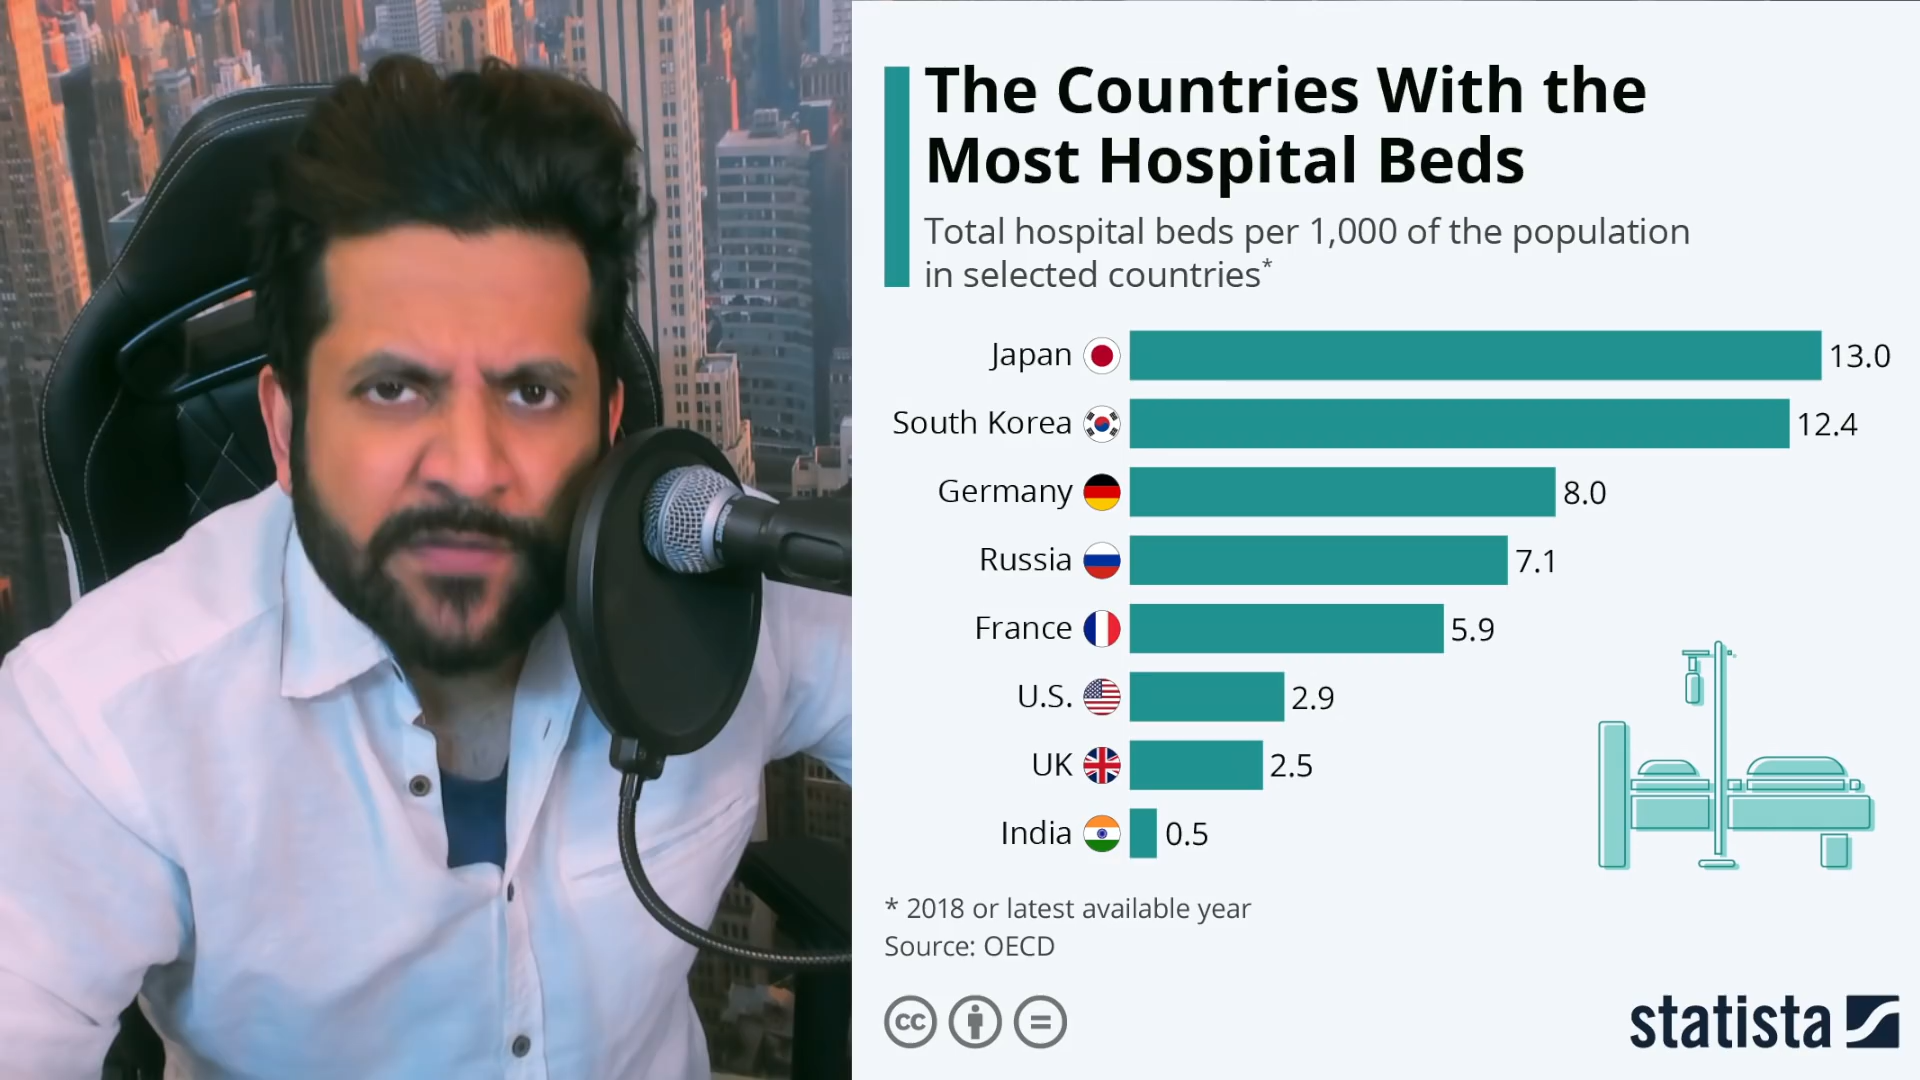 The Countries With the
Most Hospital Beds
Total hospital beds per 1,000 of the population
in selected countries*
Japan 13.0
South Korea 12.4
Germany 8.0
Russia 7.1
France 5.9
U.S. 2.9
UK 2.5
India 0.5
* 2018 or latest available year
Source: OECD
cc
statista